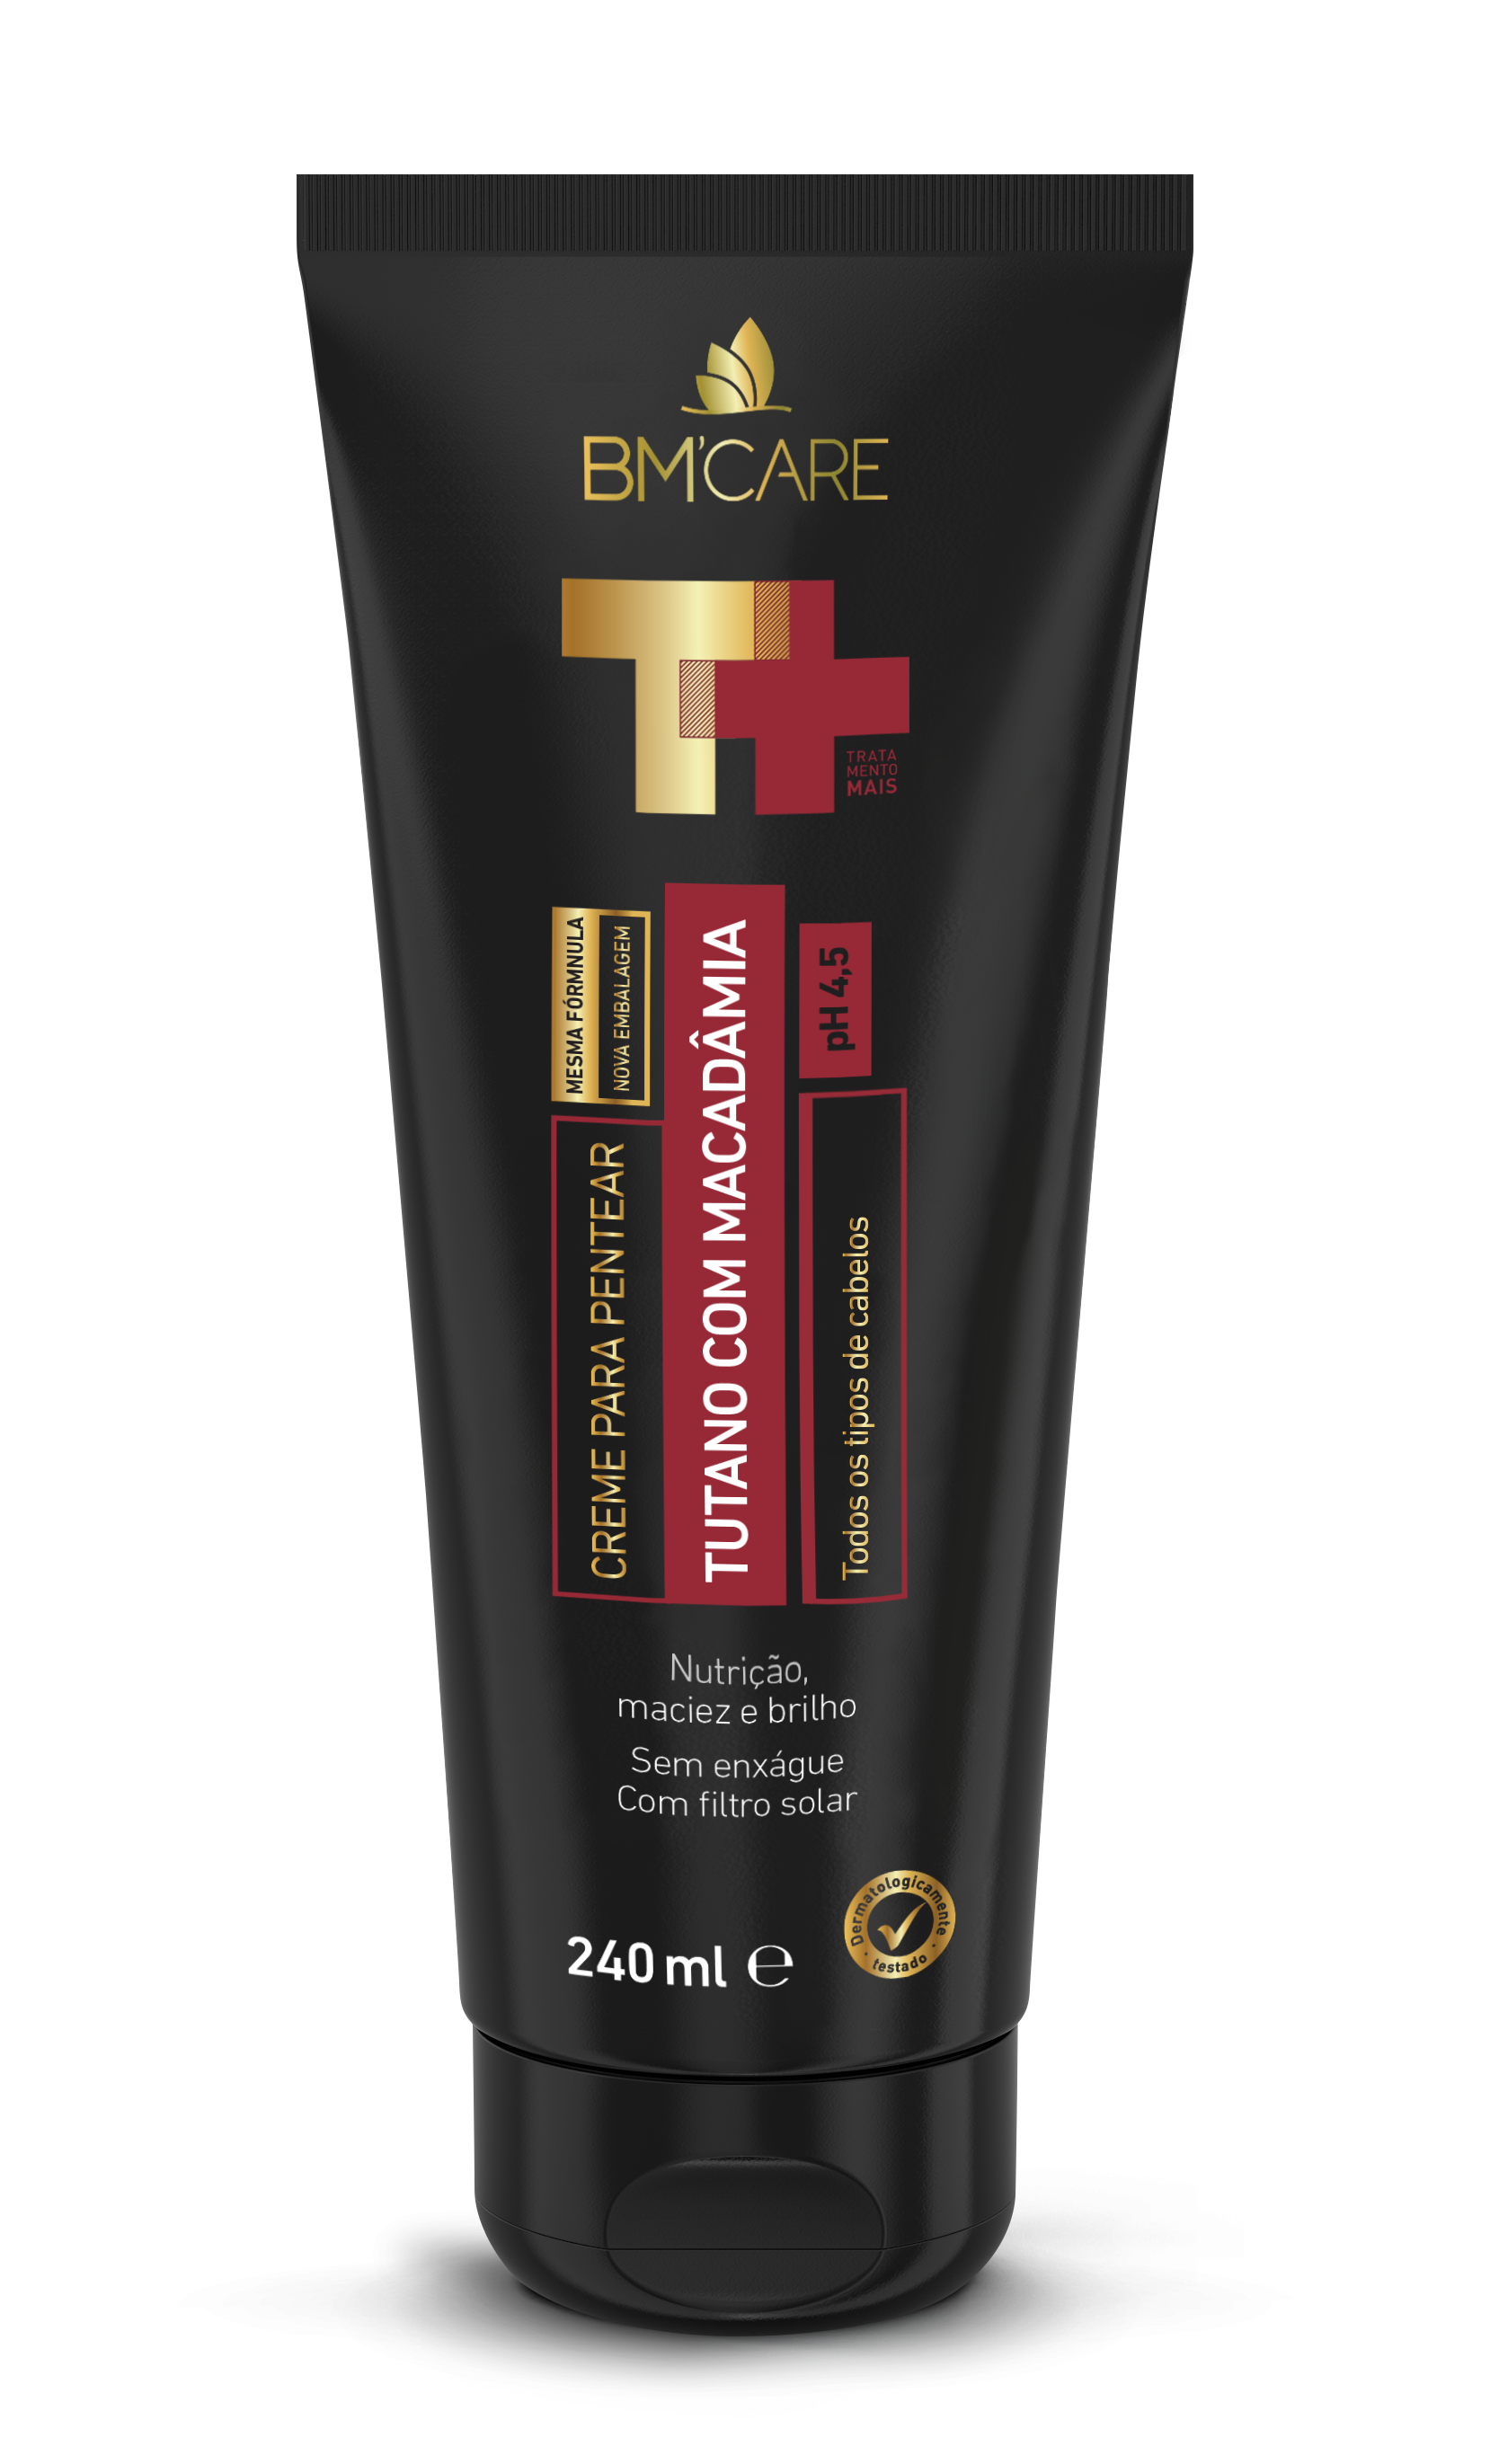 BM'CARE
T+
TRATA
MENTO
MAIS
MESMA FÓRMNULA
NOVA EMBALAGEM
CREME PARA PENTEAR
TUTANO COM MACADÂMIA
pH 4,5
Todos os tipos de cabelos
Nutrição,
maciez e brilho
Sem enxágue
Com filtro solar
240 ml ℮
Dermatologicamente
testado